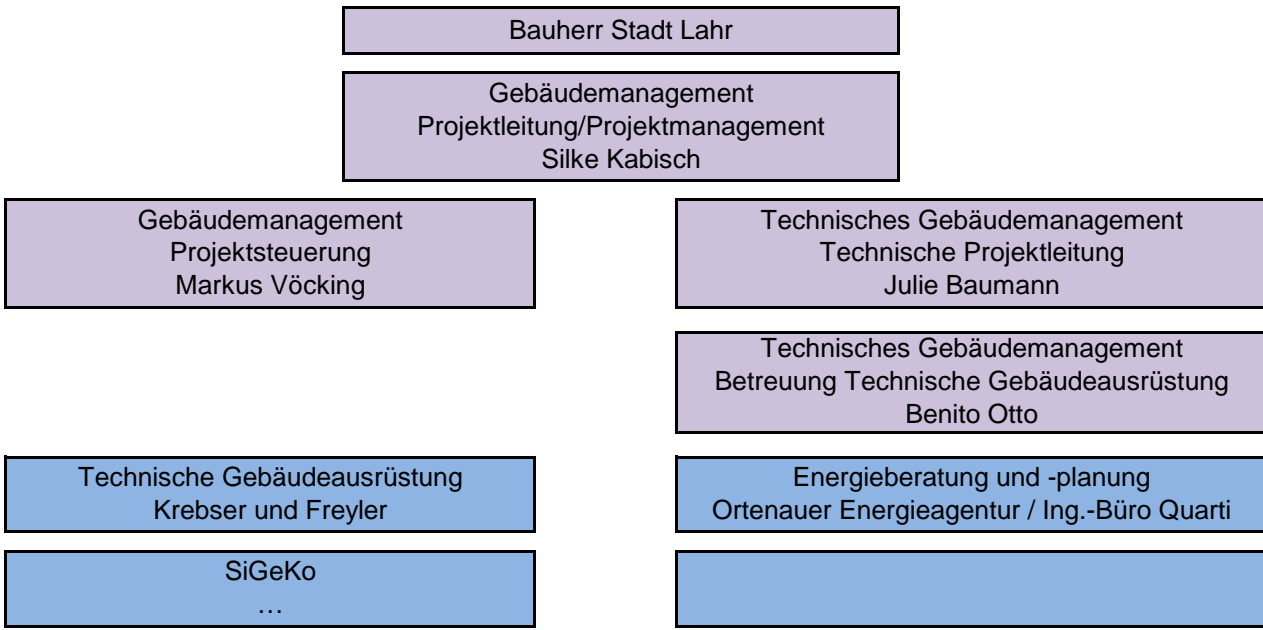 Bauherr Stadt Lahr
Gebäudemanagement
Projektleitung/Projektmanagement
Silke Kabisch
Gebäudemanagement
Projektsteuerung
Markus Vöcking
Technisches Gebäudemanagement
Technische Projektleitung
Julie Baumann
Technisches Gebäudemanagement
Betreuung Technische Gebäudeausrüstung
Benito Otto
Technische Gebäudeausrüstung
Krebser und Freyler
Energieberatung und -planung
Ortenauer Energieagentur / Ing.-Büro Quarti
SiGeKo
…